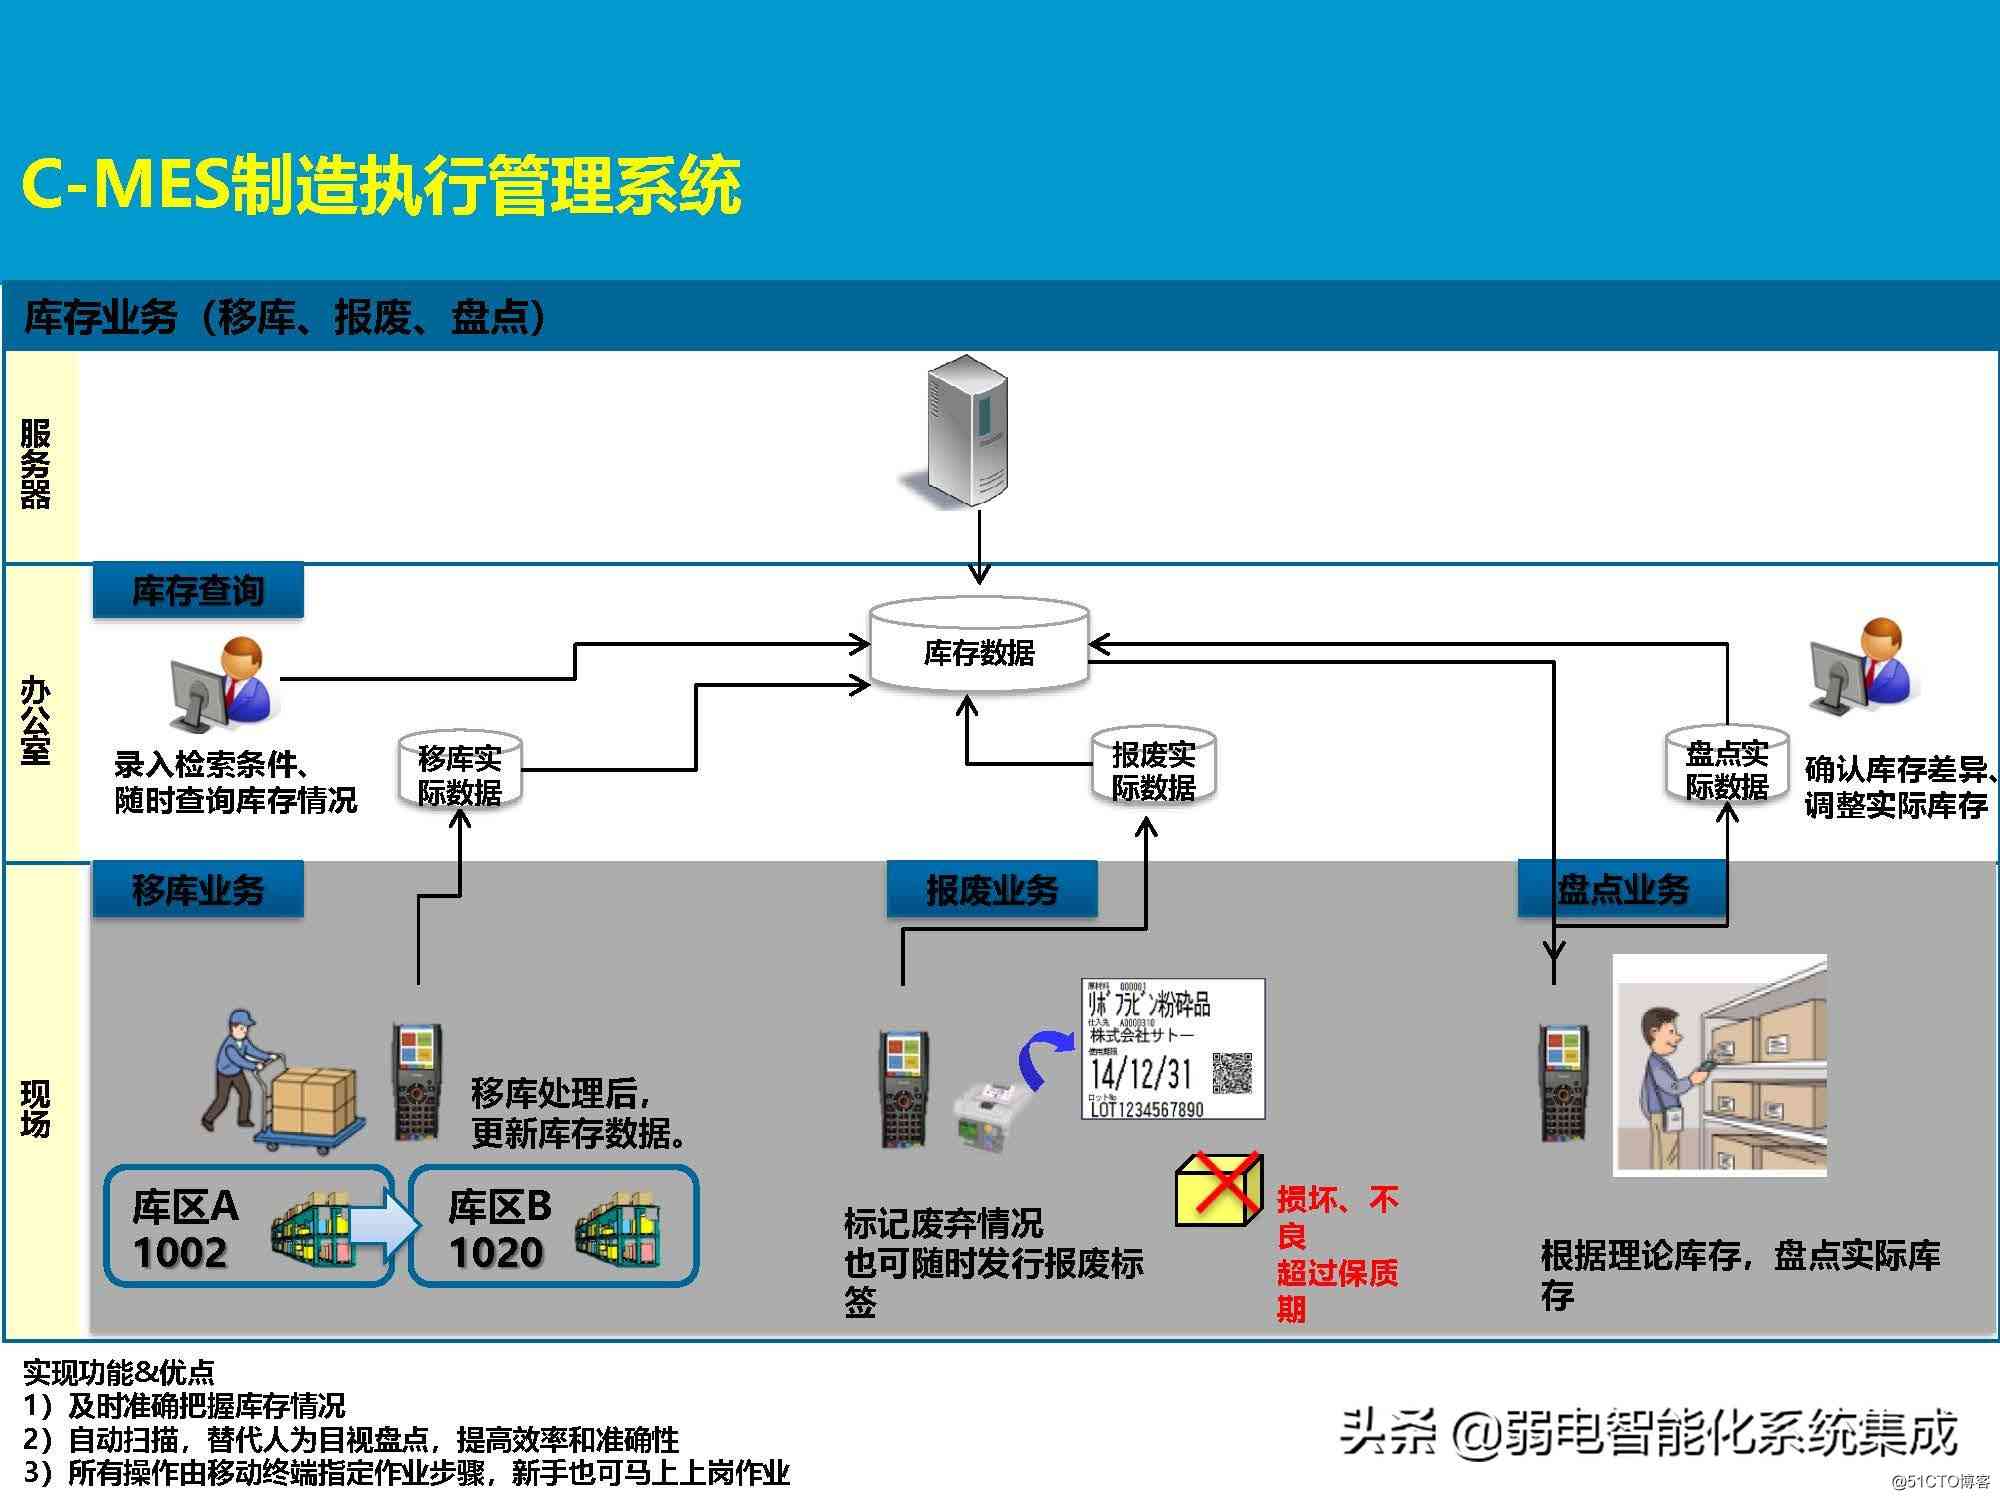 C-MES制造执行管理系统
库存业务（移库、报废、盘点）
服务器
办公室
库存查询
录入检索条件、
随时查询库存情况
移库实
际数据
库存数据
报废实
际数据
盘点实
际数据
确认库存差异、
调整实际库存
现场
移库业务
移库处理后，
更新库存数据。
库区A
1002
库区B
1020
报废业务
原材料 000001
ﾘﾎﾞﾌﾗﾋﾞﾝ粉砕品
仕入先 A0000310
株式会社サトー
使用期限
14/12/31
ロットNo
LOT1234567890
标记废弃情况
也可随时发行报废标
签
损坏、不
良
超过保质
期
盘点业务
根据理论库存，盘点实际库
存
实现功能&优点
1）及时准确把握库存情况
2）自动扫描，替代人为目视盘点，提高效率和准确性
3）所有操作由移动终端指定作业步骤，新手也可马上上岗作业
头条 @弱电智能化系统集成
@51CTO博客